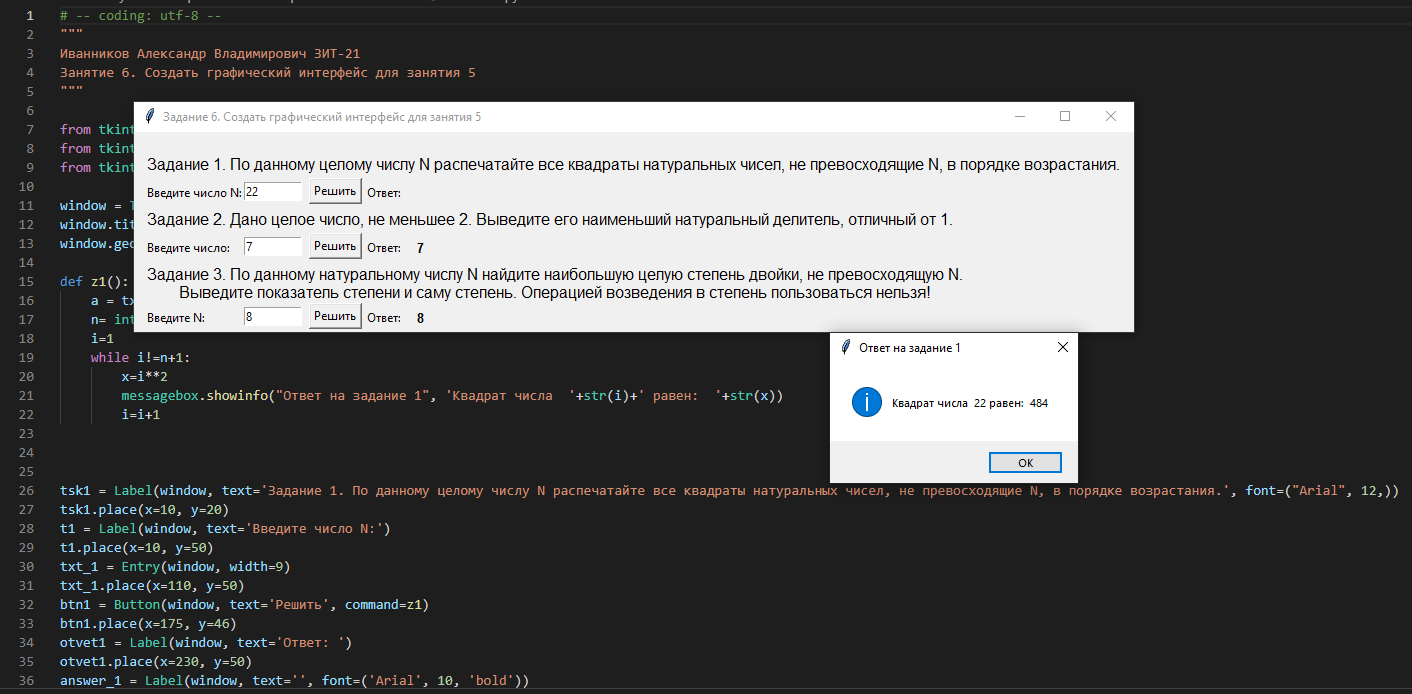 1 # -- coding: utf-8 --
2 """
3 Иванников Александр Владимирович ЗИТ-21
4 Занятие 6. Создать графический интерфейс для занятия 5
5 """
6
7 from tkint
8 from tkint
9 from tkint
10
11 window = T
12 window.tit
13 window.geo
14
15 def z1():
16 a = tx
17 n= int
18 i=1
19 while i!=n+1:
20 x=i**2
21 messagebox.showinfo("Ответ на задание 1", 'Квадрат числа  '+str(i)+' равен:  '+str(x))
22 i=i+1
23
24
25
26 tsk1 = Label(window, text='Задание 1. По данному целому числу N распечатайте все квадраты натуральных чисел, не превосходящие N, в порядке возрастания.', font=("Arial", 12,))
27 tsk1.place(x=10, y=20)
28 t1 = Label(window, text='Введите число N:')
29 t1.place(x=10, y=50)
30 txt_1 = Entry(window, width=9)
31 txt_1.place(x=110, y=50)
32 btn1 = Button(window, text='Решить', command=z1)
33 btn1.place(x=175, y=46)
34 otvet1 = Label(window, text='Ответ: ')
35 otvet1.place(x=230, y=50)
36 answer_1 = Label(window, text='', font=('Arial', 10, 'bold'))
Задание 6. Создать графический интерфейс для занятия 5
Задание 1. По данному целому числу N распечатайте все квадраты натуральных чисел, не превосходящие N, в порядке возрастания.
Введите число N: 22 Решить Ответ:
Задание 2. Дано целое число, не меньшее 2. Выведите его наименьший натуральный делитель, отличный от 1.
Введите число: 7 Решить Ответ: 7
Задание 3. По данному натуральному числу N найдите наибольшую целую степень двойки, не превосходящую N.
Выведите показатель степени и саму степень. Операцией возведения в степень пользоваться нельзя!
Введите N: 8 Решить Ответ: 8
Ответ на задание 1
Квадрат числа  22 равен:  484
OK